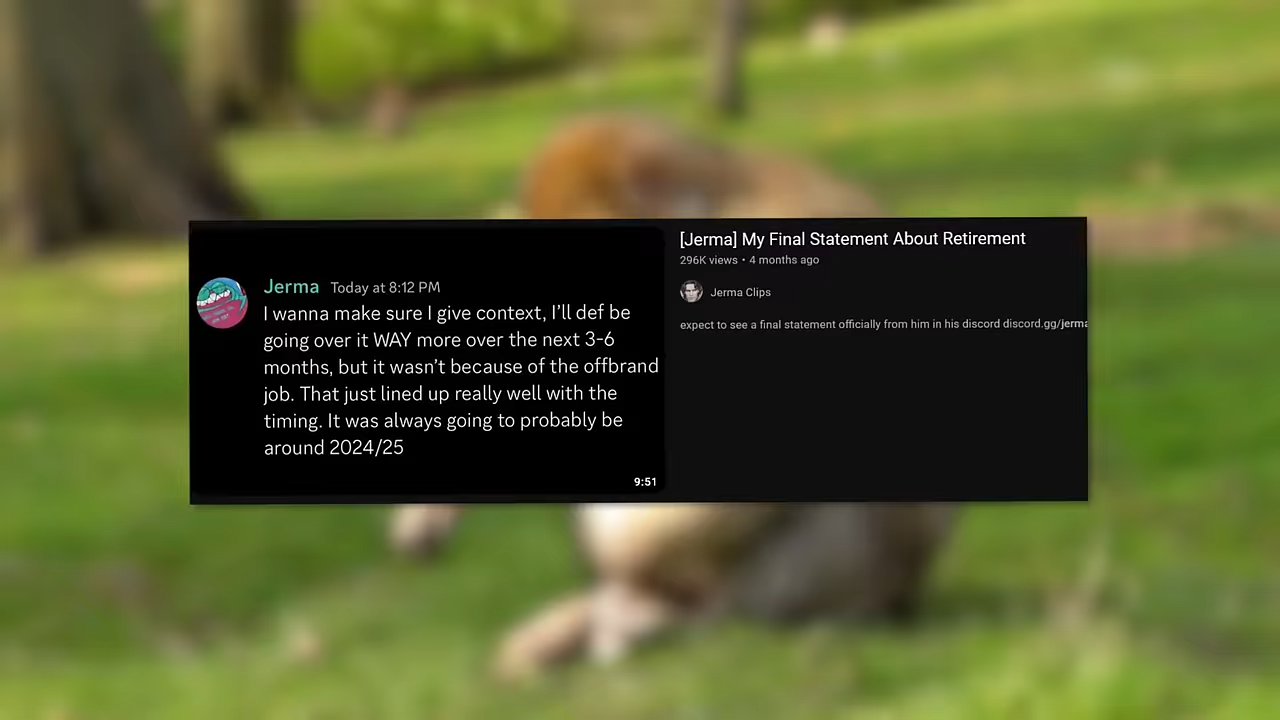 Jerma Today at 8:12 PM
I wanna make sure I give context, I’ll def be
going over it WAY more over the next 3-6
months, but it wasn’t because of the offbrand
job. That just lined up really well with the
timing. It was always going to probably be
around 2024/25
9:51
[Jerma] My Final Statement About Retirement
296K views • 4 months ago
Jerma Clips
expect to see a final statement officially from him in his discord discord.gg/jerma